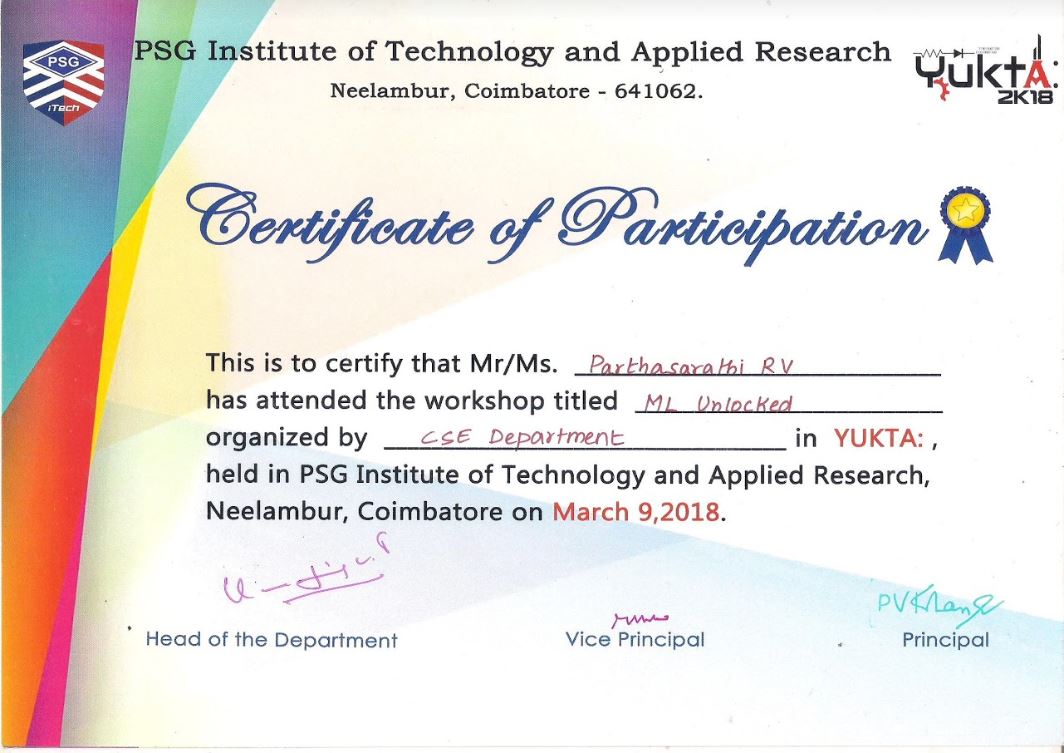 PSG Institute of Technology and Applied Research
Neelambur, Coimbatore - 641062.
PSG
iTech
YuktA:
2K18
Certificate of Participation
This is to certify that Mr/Ms. Parthasarathi RV
has attended the workshop titled ML Unlocked
organized by CSE Department in YUKTA: ,
held in PSG Institute of Technology and Applied Research,
Neelambur, Coimbatore on March 9,2018.
Head of the Department
Vice Principal
Principal